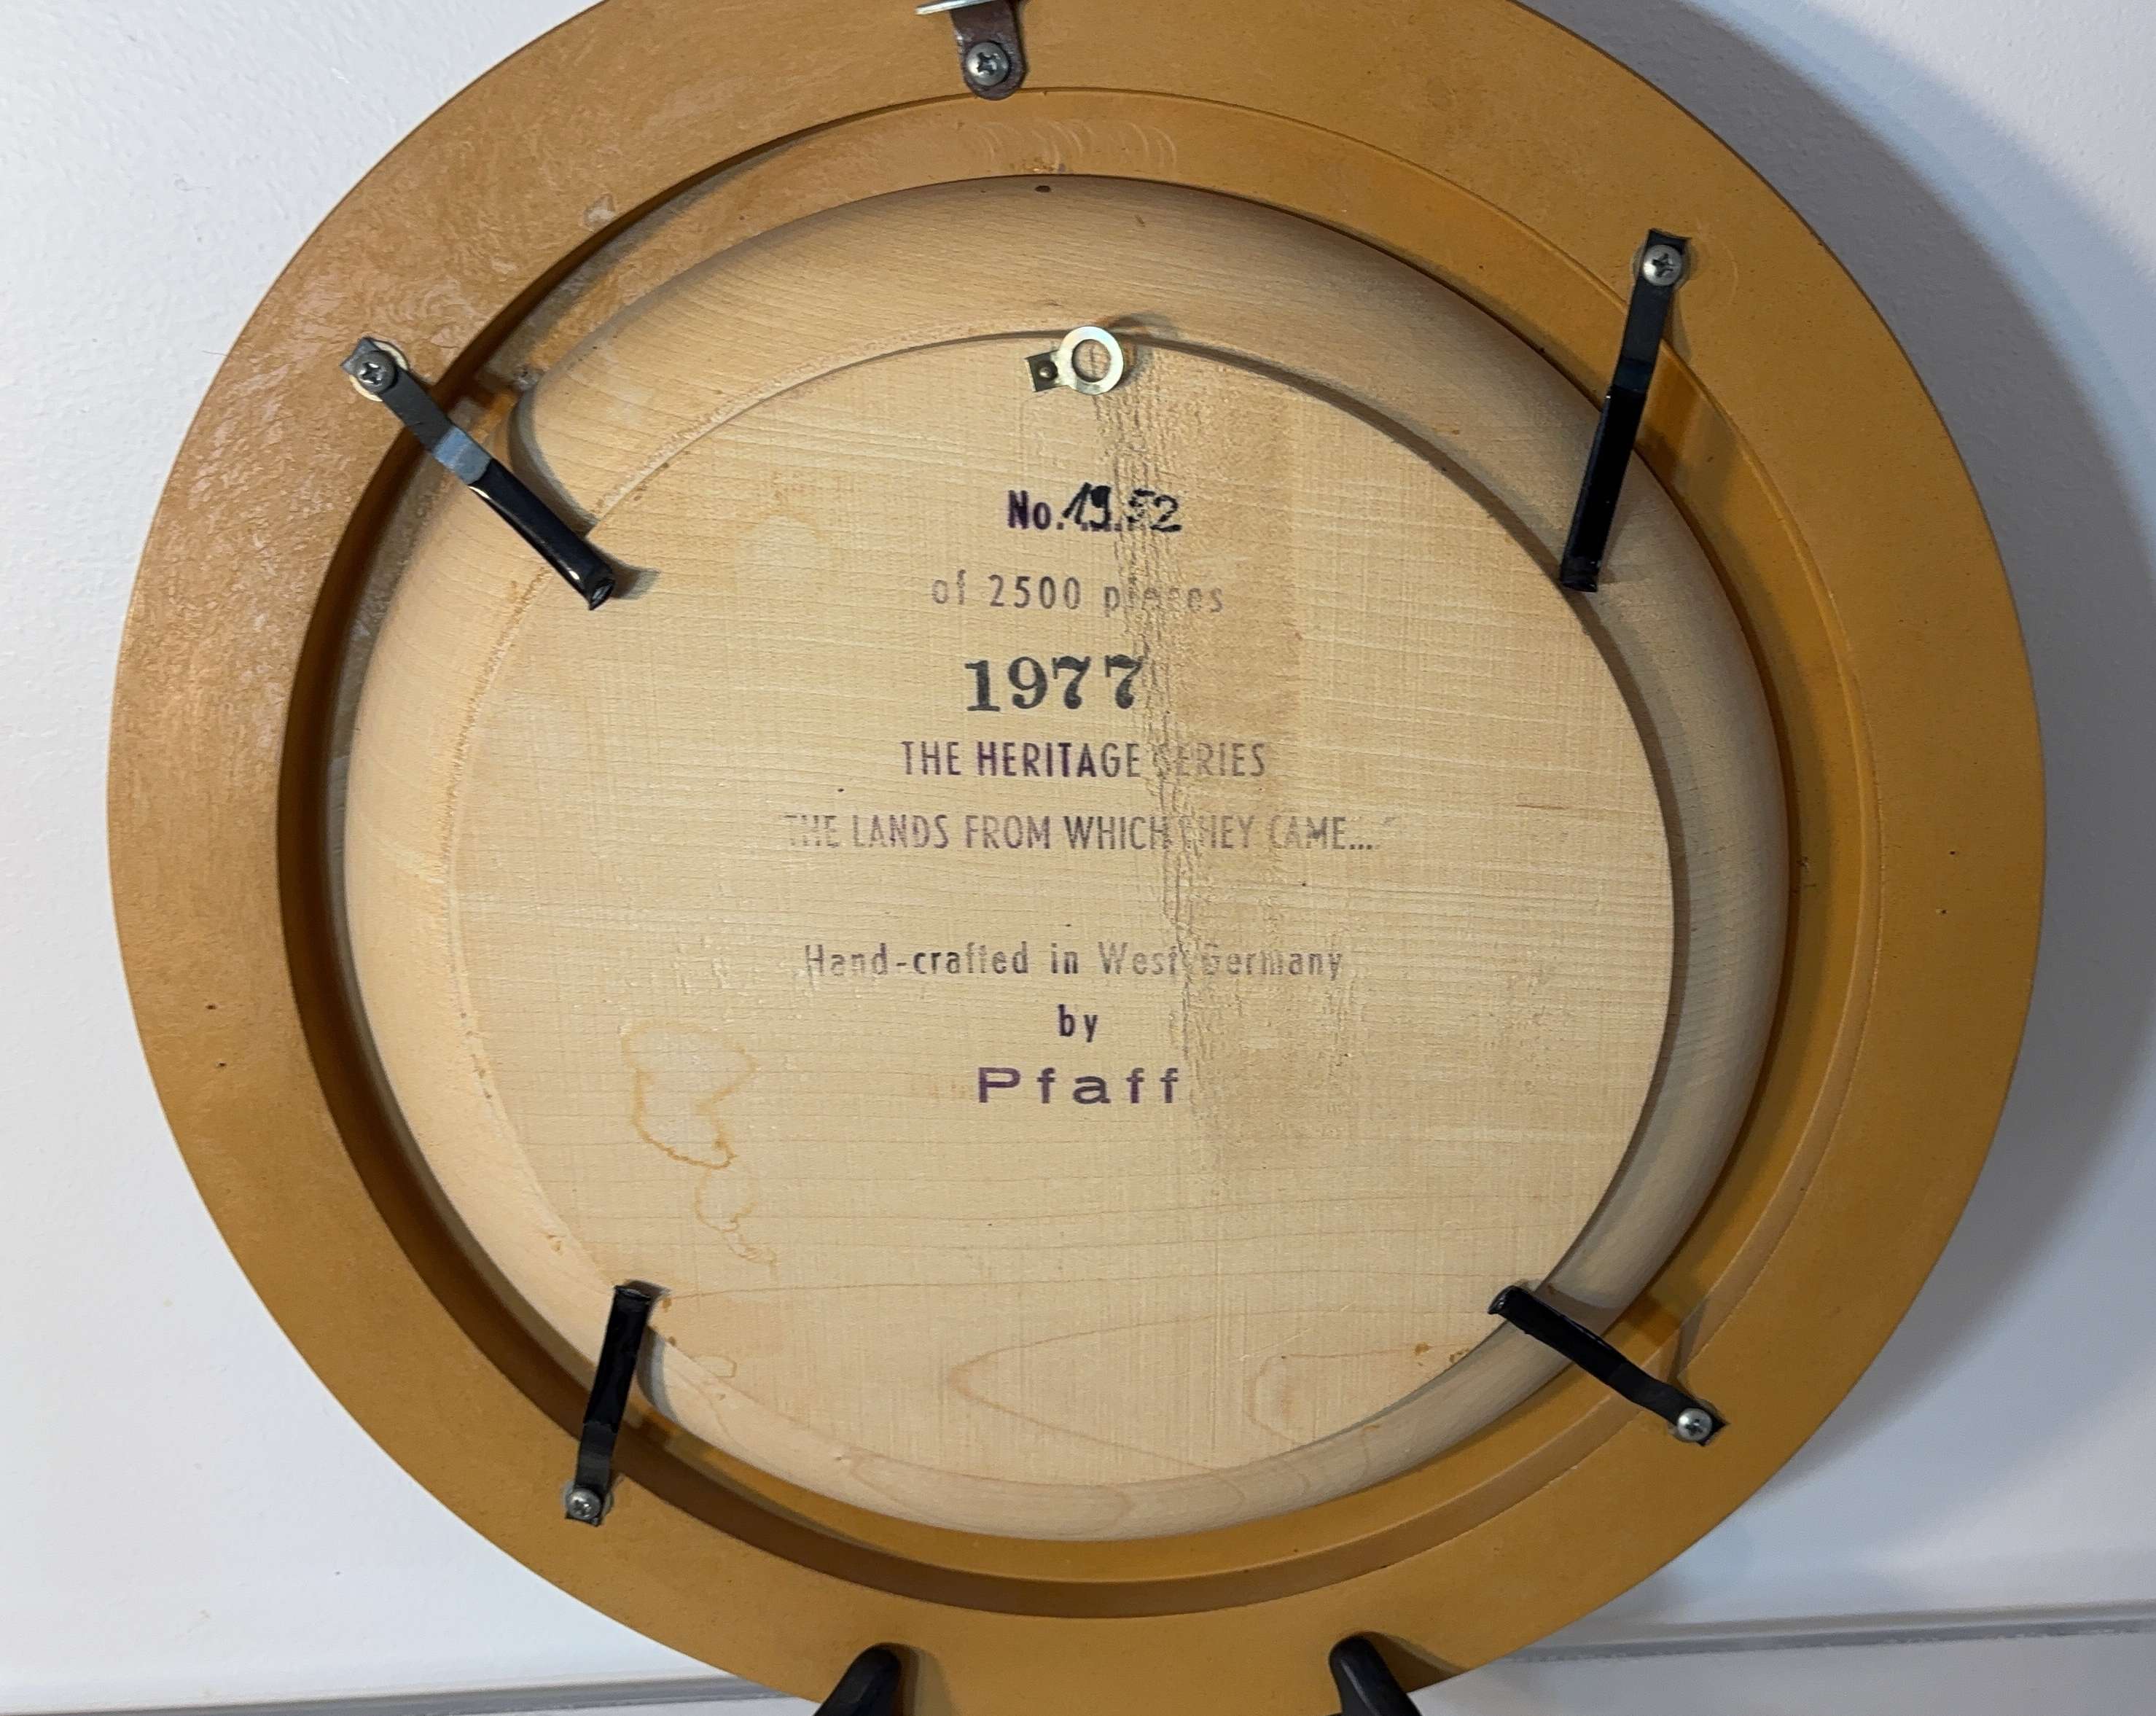 No. 1952
of 2500 pieces
1977
THE HERITAGE SERIES
THE LANDS FROM WHICH THEY CAME..."
Hand-crafted in West Germany
by
Pfaff